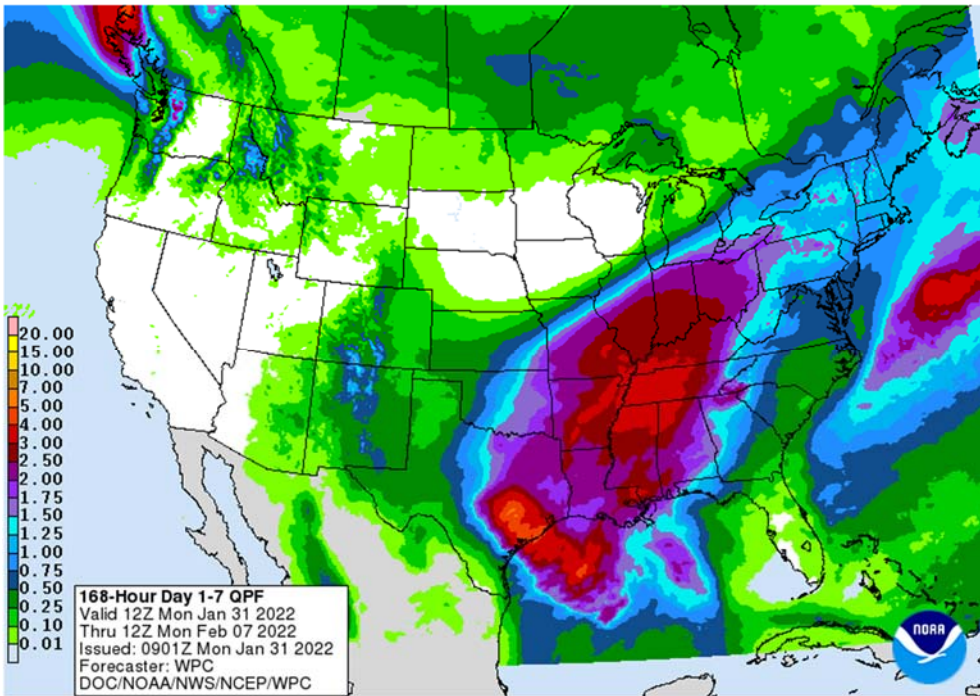 20.00
15.00
10.00
7.00
5.00
4.00
3.00
2.50
2.00
1.75
1.50
1.25
1.00
0.75
0.50
0.25
0.10
0.01
168-Hour Day 1-7 QPF
Valid 12Z Mon Jan 31 2022
Thru 12Z Mon Feb 07 2022
Issued: 0901Z Mon Jan 31 2022
Forecaster: WPC
DOC/NOAA/NWS/NCEP/WPC
NOAA